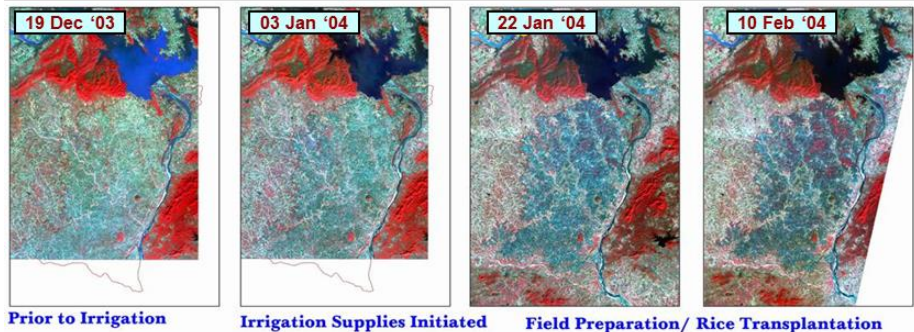 19 Dec ‘03
03 Jan ‘04
22 Jan ‘04
10 Feb ‘04
Prior to Irrigation
Irrigation Supplies Initiated
Field Preparation/ Rice Transplantation